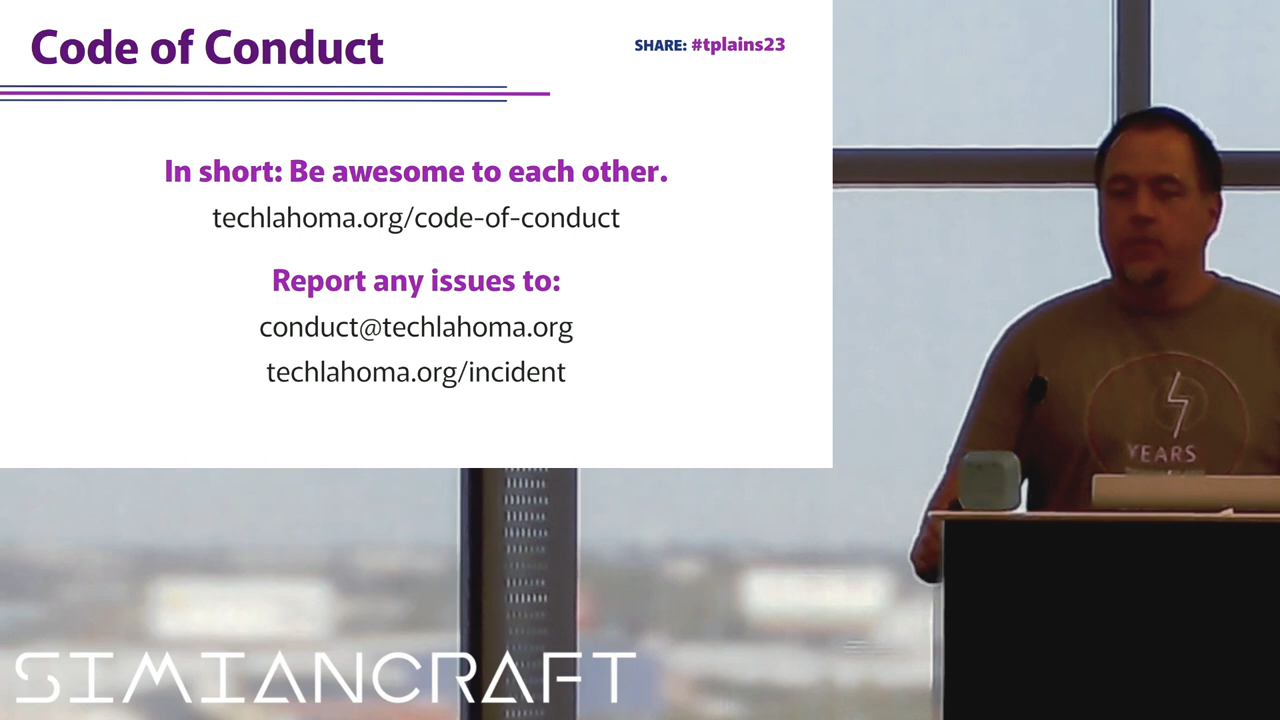 Code of Conduct
SHARE: #tplains23
In short: Be awesome to each other.
techlahoma.org/code-of-conduct
Report any issues to:
conduct@techlahoma.org
techlahoma.org/incident
YEARS
SIMIANCRAFT